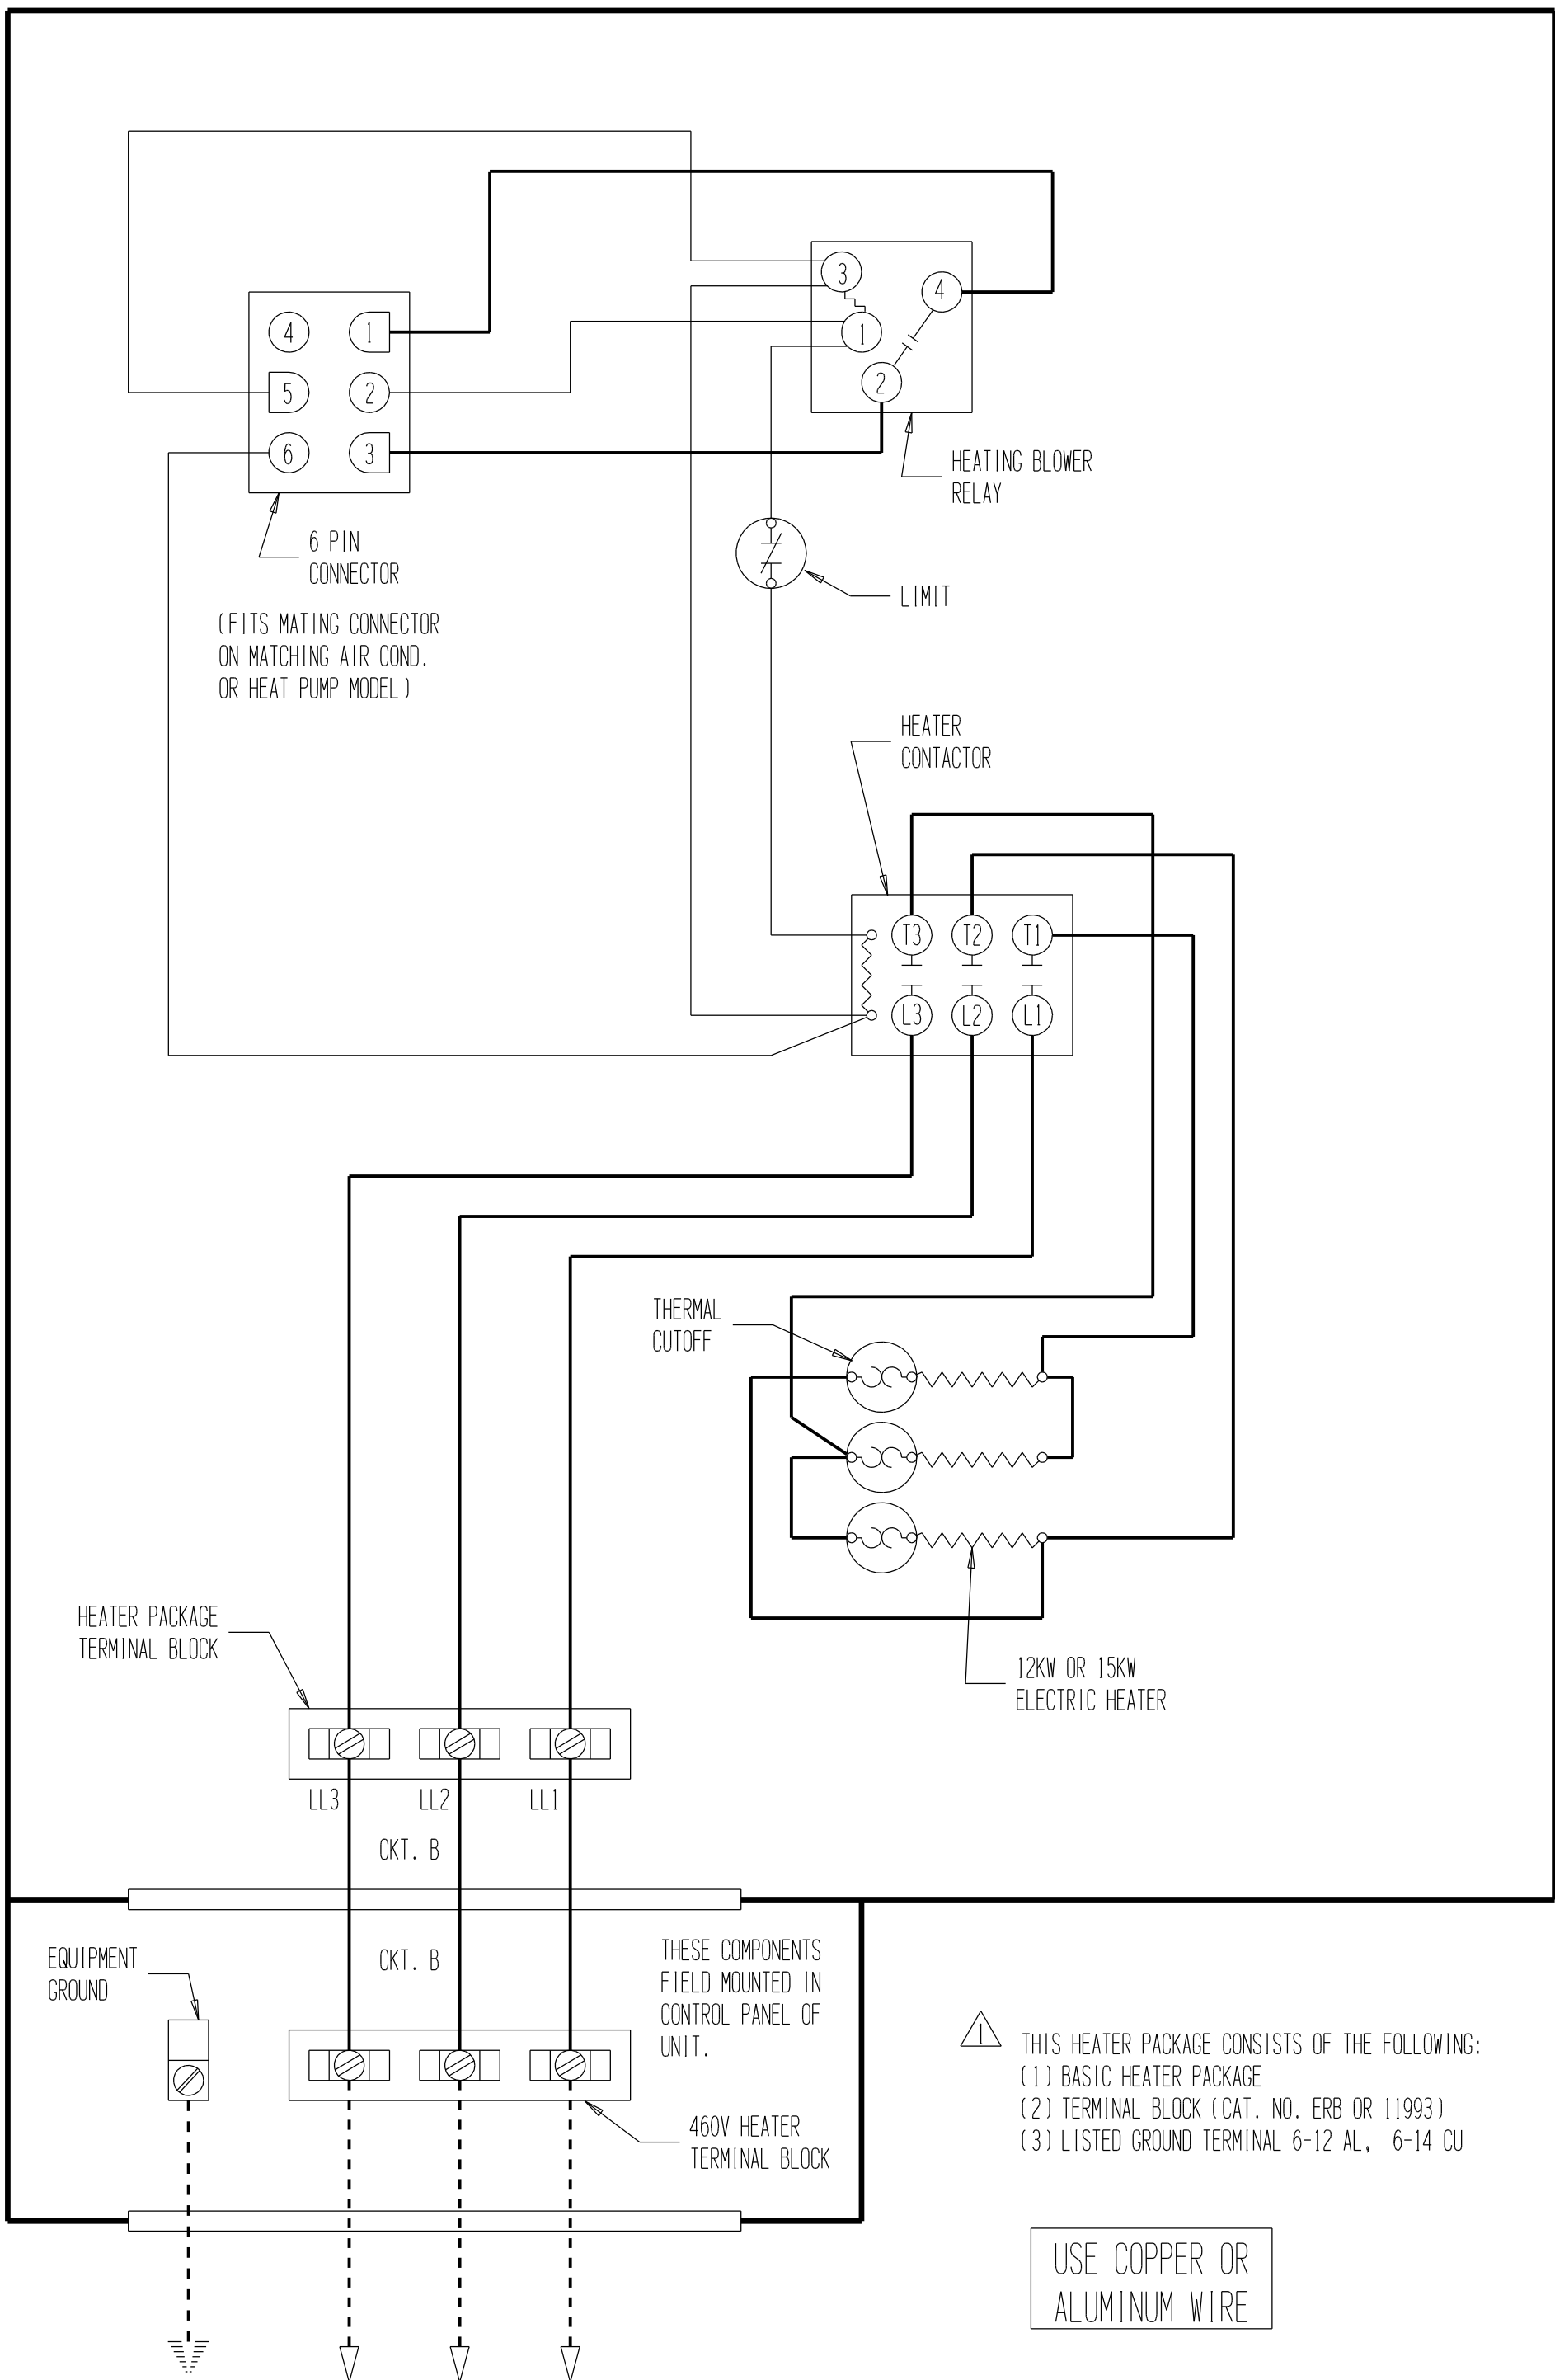 3
4
4
1
1
5
2
2
6
3
HEATING BLOWER
RELAY
6 PIN
CONNECTOR
LIMIT
(FITS MATING CONNECTOR
ON MATCHING AIR COND.
OR HEAT PUMP MODEL)
HEATER
CONTACTOR
T3 T2 T1
L3 L2 L1
THERMAL
CUTOFF
HEATER PACKAGE
TERMINAL BLOCK
12KW OR 15KW
ELECTRIC HEATER
LL3 LL2 LL1
CKT. B
EQUIPMENT
GROUND
CKT. B
THESE COMPONENTS
FIELD MOUNTED IN
CONTROL PANEL OF
UNIT.
460V HEATER
TERMINAL BLOCK
1
THIS HEATER PACKAGE CONSISTS OF THE FOLLOWING:
(1) BASIC HEATER PACKAGE
(2) TERMINAL BLOCK (CAT. NO. ERB OR 11993)
(3) LISTED GROUND TERMINAL 6-12 AL, 6-14 CU
USE COPPER OR
ALUMINUM WIRE